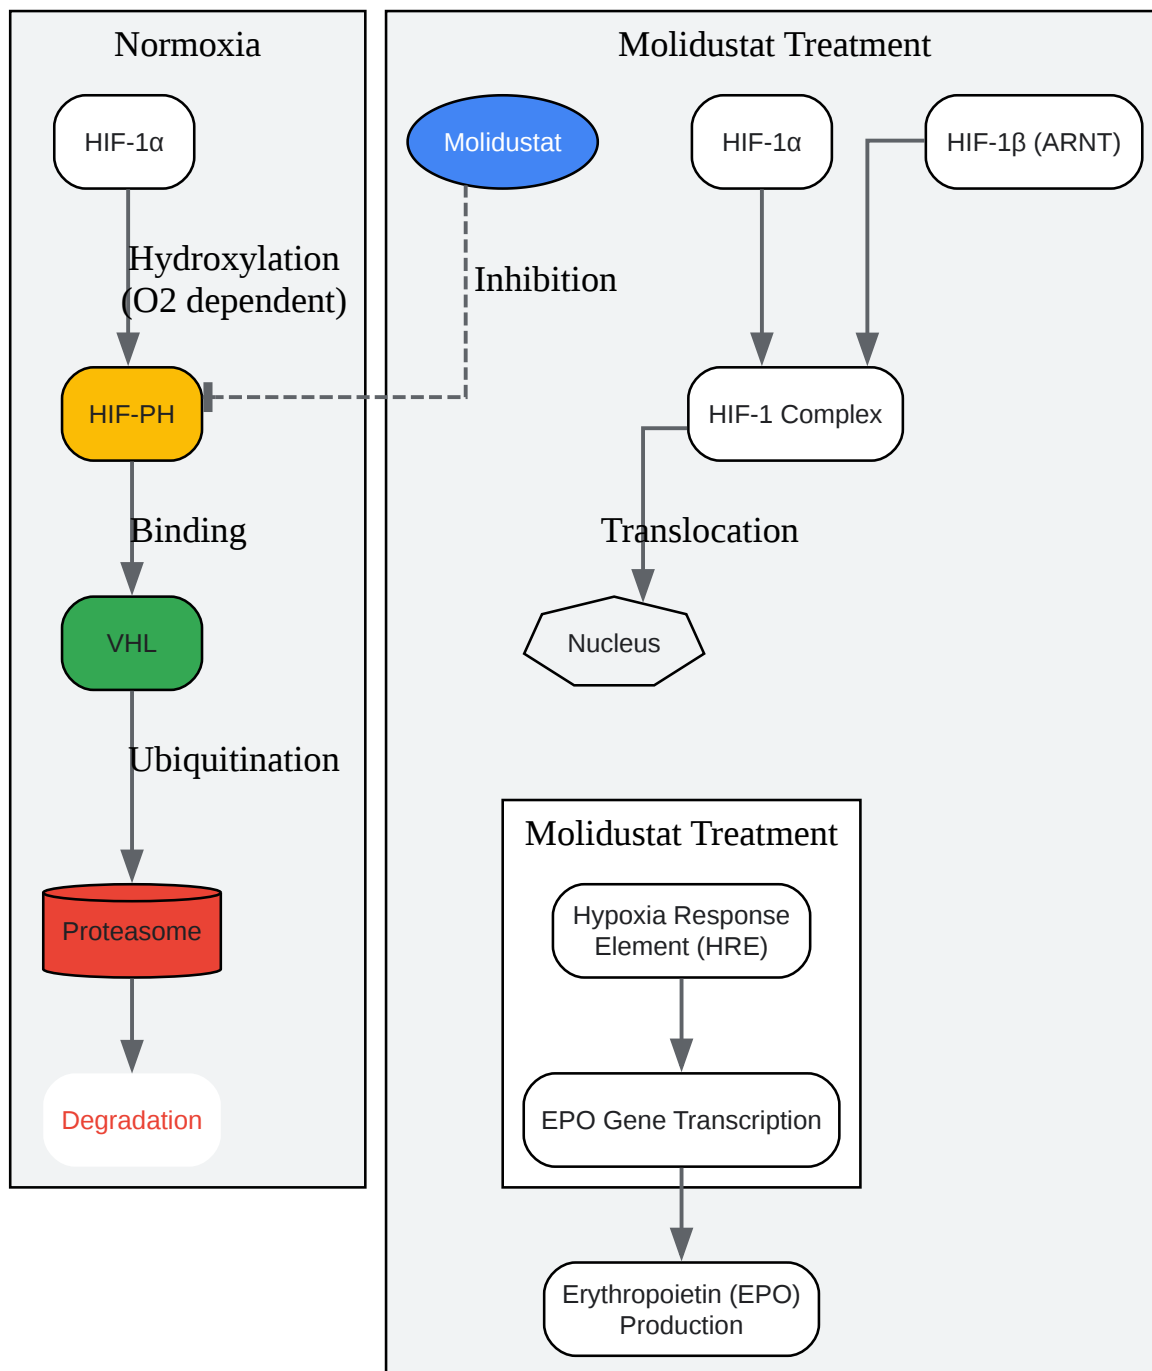 Normoxia
HIF-1α
Hydroxylation
(O2 dependent)
HIF-PH
Binding
VHL
Ubiquitination
Proteasome
Degradation
Molidustat Treatment
Molidustat
HIF-1α
HIF-1β (ARNT)
Inhibition
HIF-1 Complex
Translocation
Nucleus
Molidustat Treatment
Hypoxia Response
Element (HRE)
EPO Gene Transcription
Erythropoietin (EPO)
Production